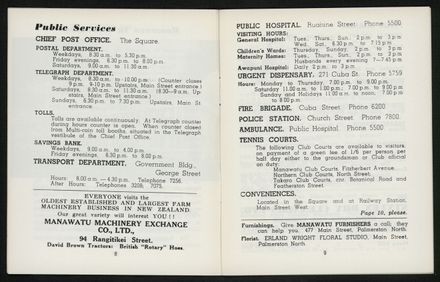 Public Services
CHIEF POST OFFICE. The Square.
POSTAL DEPARTMENT.
Weekdays, 8.30 a.m. to 5.30 p.m.
Friday evenings, 6.30 p.m. to 8.00 p.m.
Saturdays, 9.00 a.m. to 11.30 a.m.
TELEGRAPH DEPARTMENT.
Weekdays, 8.30 a.m. to 10.00 p.m. (Counter closes
9 p.m. 9-10 p.m. Upstairs, Main Street entrance.)
Saturdays, 9.00 a.m. to 11.30 a.m. (Up-
stairs, Main Street entrance.)
Sundays, 6.30 p.m. to 7.30 p.m. Upstairs, Main St
entrance.
TOLLS.
Tolls are available continuously. At Telegraph counter
during hours counter is open. When counter closed
from Multi-coin toll booths, situated in the Telegraph
vestibule of the Chief Post Office.
SAVINGS BANK.
Weekdays, 9.00 a.m. to 4.00 p.m.
Friday evenings, 6.30 p.m. to 8.00 p.m.
TRANSPORT DEPARTMENT. Government Bldg.,
George Street
Hours: 8.00 a.m. — 4.30 p.m. Telephone 7256.
After Hours: Telephones 3208, 7075.
EVERYONE visits the
OLDEST ESTABLISHED AND LARGEST FARM
MACHINERY BUSINESS IN NEW ZEALAND.
Our great variety will interest YOU!!
MANAWATU MACHINERY EXCHANGE
CO., LTD.,
94 Rangitikei Street.
David Brown Tractors: British "Rotary" Hoes.
8
PUBLIC HOSPITAL. Ruahine Street. Phone 5500
VISITING HOURS:
General Hospital: Tues., Thurs., Sun., 2 p.m. to 3 p.m.
Wed., Sat., 6.30 p.m. to 7.15 p.m.
Children's Wards: Thursday, Sunday, 2 p.m. to 3 p.m.
Maternity Homes: Tues., Thurs., Sun., 2 p.m. to 3 p.m.
Husbands every evening 7—7.45 p.m.
Awapuni Hospital: Daily 2 p.m. to 3 p.m.
URGENT DISPENSARY. 271 Cuba St. Phone 5759
Hours: Monday to Thursday, 7.00 p.m. to 9.00 p.m.
Saturday 11.00 a.m. to 1.00 p.m.; 7.00 p.m. to 9.00 p.m.
Sunday and Holidays 11.00 a.m. to noon; 7.00 p.m.
to 8.00 p.m.
FIRE BRIGADE. Cuba Street. Phone 6200
POLICE STATION. Church Street. Phone 7800.
AMBULANCE. Public Hospital. Phone 5500
TENNIS COURTS.
The following Club Courts are available to visitors,
on payment of a green fee of 1/6 per person per
half day either to the groundsman or Club official
on duty:
Manawatu Club Courts, Fitzherbert Avenue.
Northern Club Courts, North Street.
Takaro Club Courts, cnr. Botanical Road and
Featherston Street.
CONVENIENCES.
Located in the Square and at Railway Station,
Main Street West.
Page 10, please.
Furnishings. Give MANAWATU FURNISHERS a call; they
can help you. 477 Main Street, Palmerston North.
Florist. ERLAND WRIGHT FLORAL STUDIO, Main Street,
Palmerston North.
9